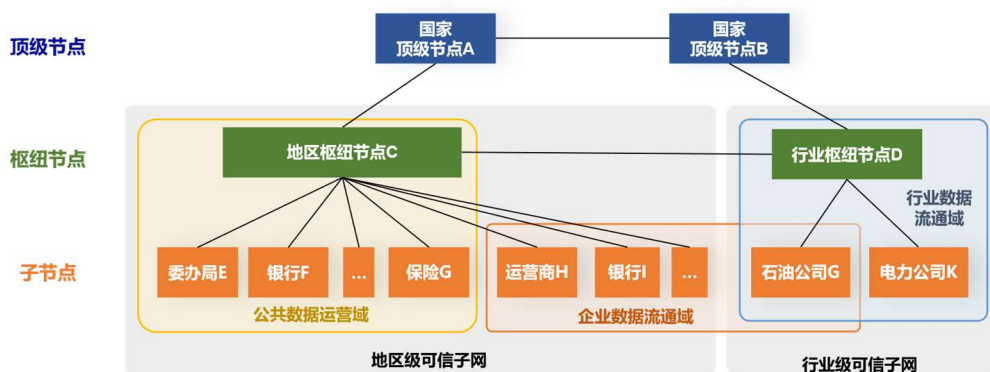 顶级节点
国家
顶级节点A
国家
顶级节点B
枢纽节点
地区枢纽节点C
行业枢纽节点D
行业数据
流通域
子节点
委办局E
银行F
...
保险G
运营商H
银行I
...
石油公司G
电力公司K
公共数据运营域
企业数据流通域
地区级可信子网
行业级可信子网